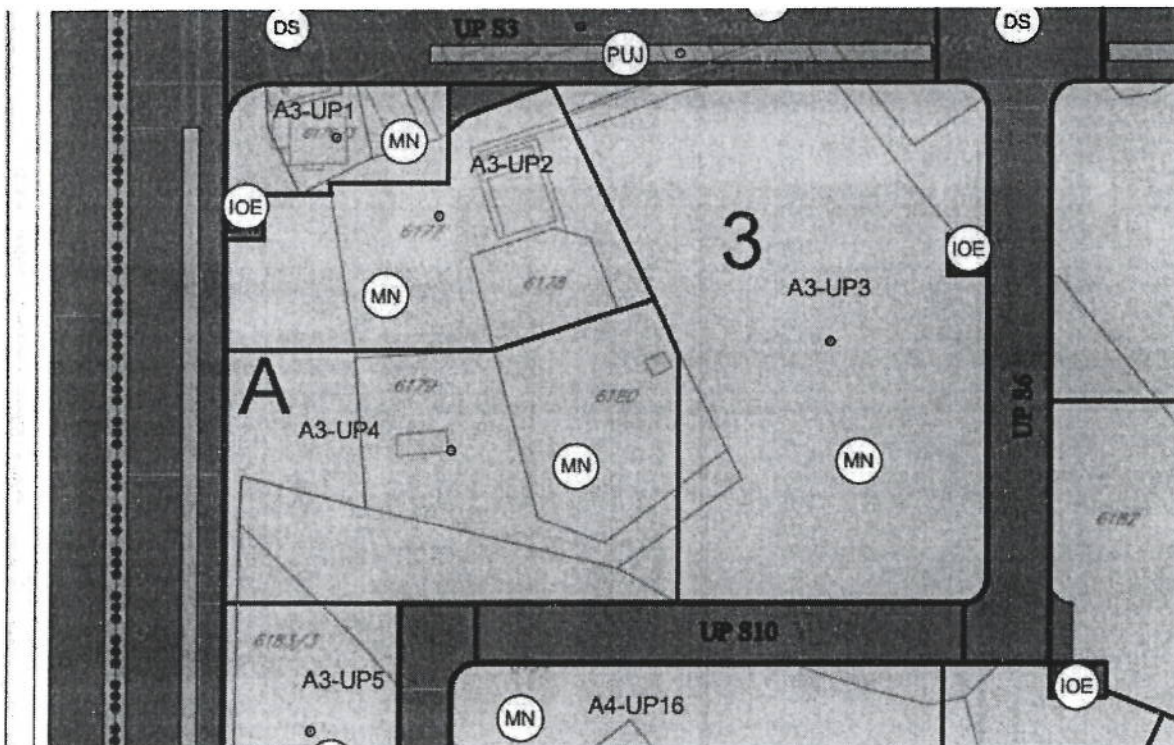 DS
UP S3
DS
PUJ
A3-UP1
MN
A3-UP2
IOE
6177
3
IOE
MN
6178
A3-UP3
A
6179
6180
UP S6
A3-UP4
MN
MN
6182
UP S10
6183/3
A3-UP5
IOE
MN
A4-UP16